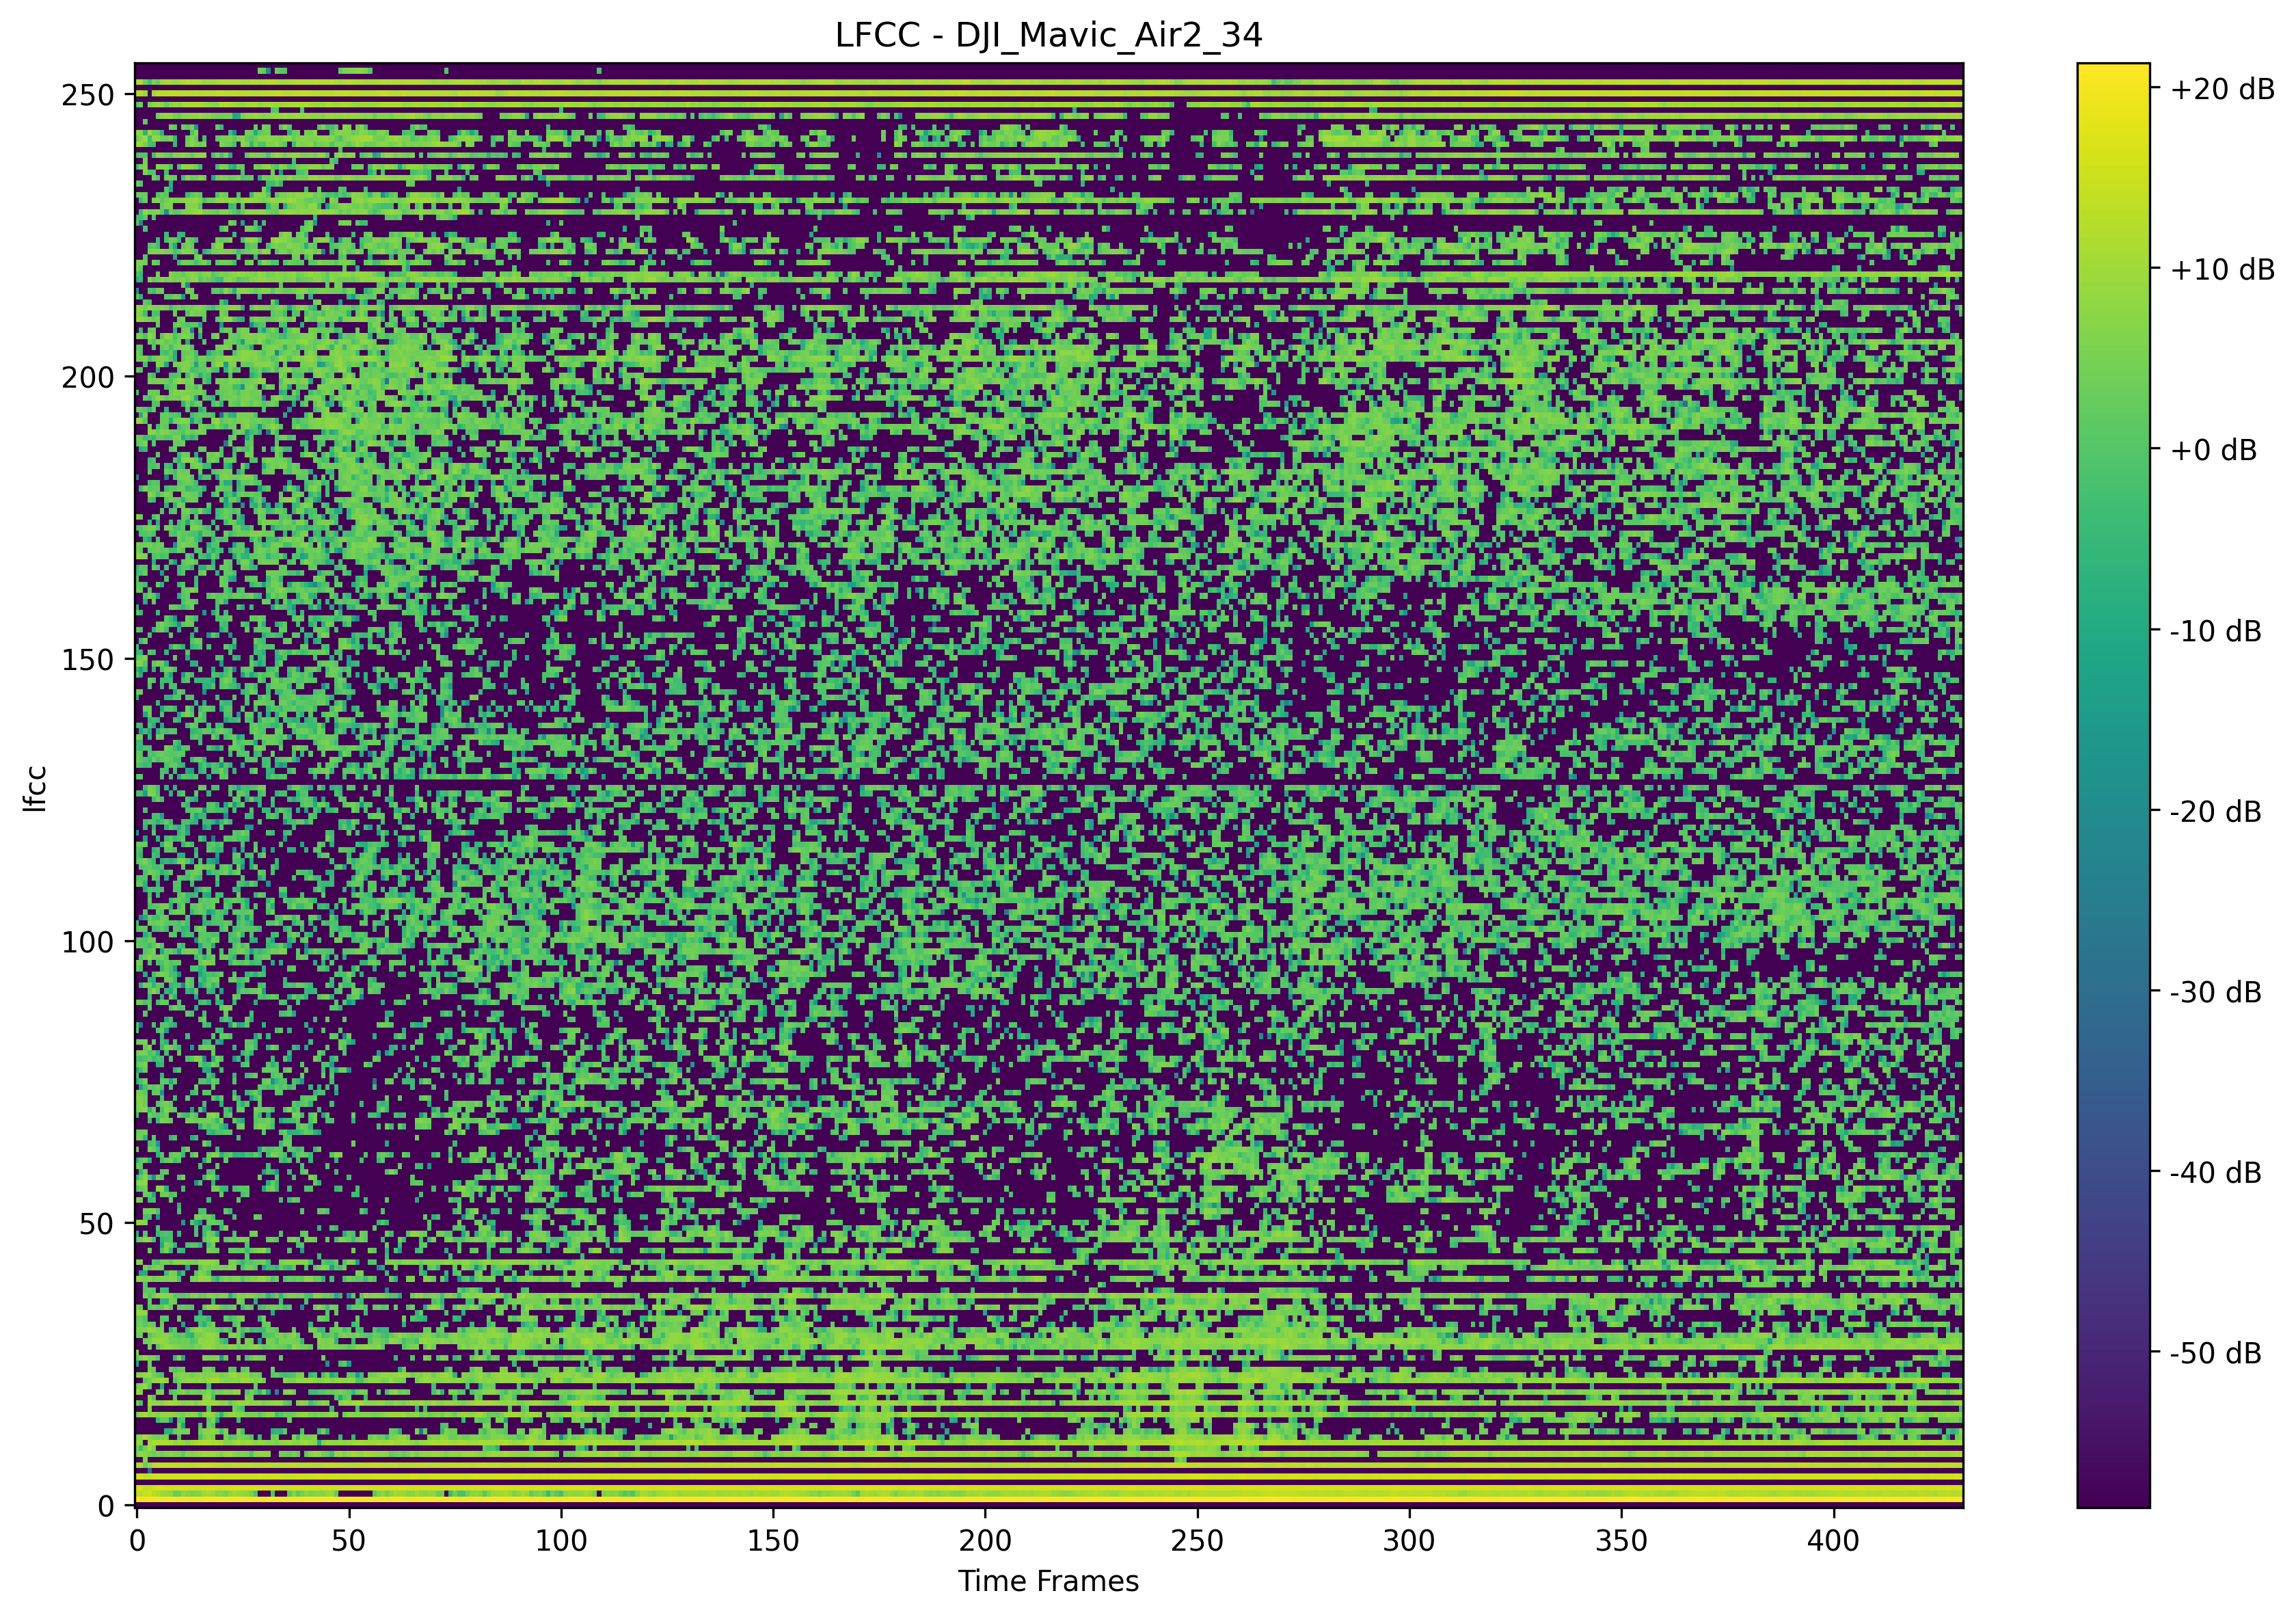 LFCC - DJI_Mavic_Air2_34
250
200
150
100
50
0
lfcc
0 50 100 150 200 250 300 350 400
Time Frames
+20 dB
+10 dB
+0 dB
-10 dB
-20 dB
-30 dB
-40 dB
-50 dB